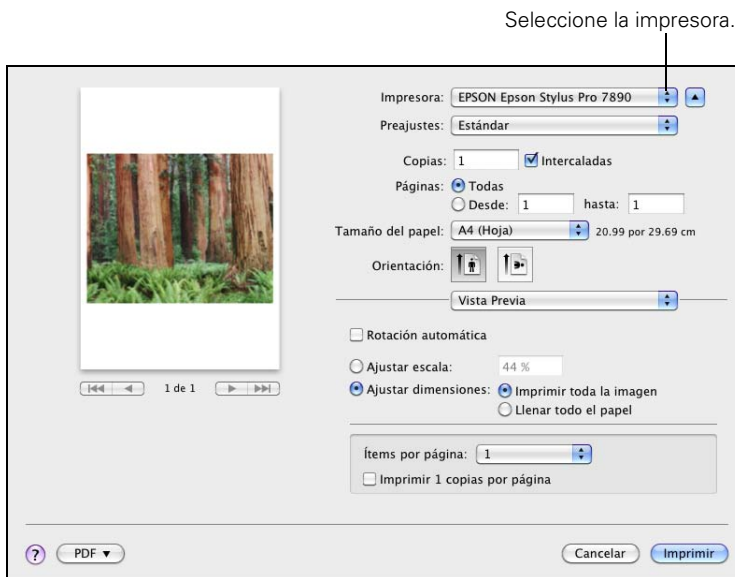 Seleccione la impresora.
Impresora: EPSON Epson Stylus Pro 7890
Preajustes: Estándar
Copias: 1 Intercaladas
Páginas: Todas
Desde: 1 hasta: 1
Tamaño del papel: A4 (Hoja) 20.99 por 29.69 cm
Orientación:
Vista Previa
Rotación automática
Ajustar escala: 44 %
Ajustar dimensiones: Imprimir toda la imagen
Llenar todo el papel
1 de 1
Ítems por página: 1
Imprimir 1 copias por página
? PDF Cancelar Imprimir